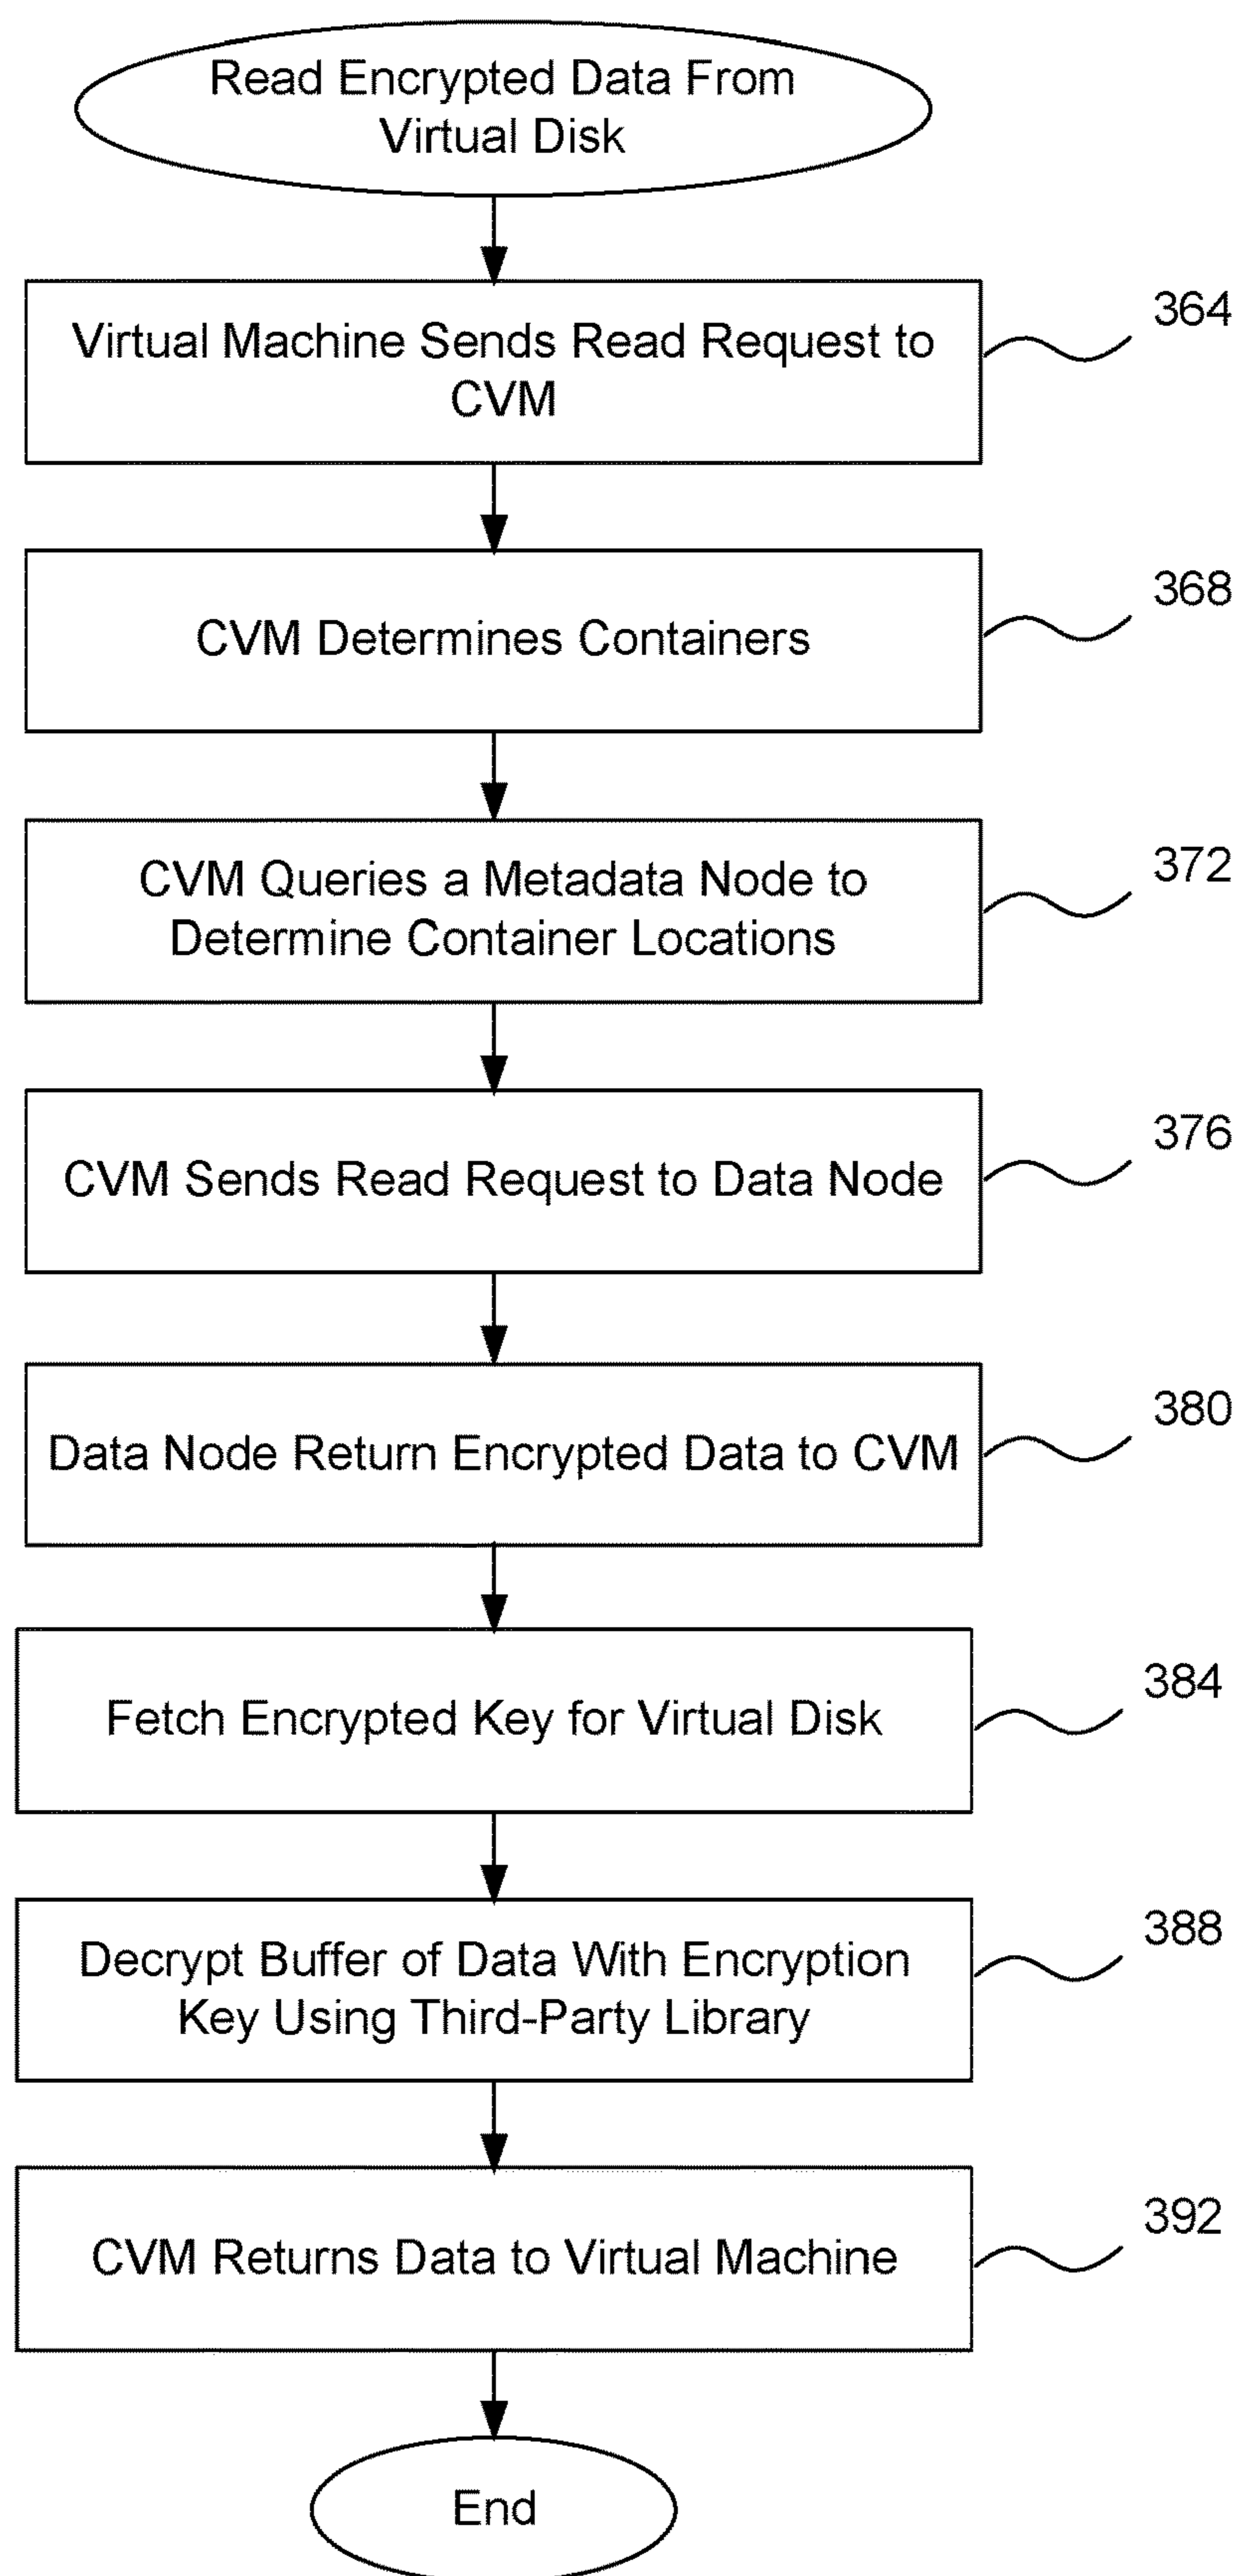 Read Encrypted Data From
Virtual Disk
Virtual Machine Sends Read Request to
CVM
364
CVM Determines Containers
368
CVM Queries a Metadata Node to
Determine Container Locations
372
CVM Sends Read Request to Data Node
376
Data Node Return Encrypted Data to CVM
380
Fetch Encrypted Key for Virtual Disk
384
Decrypt Buffer of Data With Encryption
Key Using Third-Party Library
388
CVM Returns Data to Virtual Machine
392
End